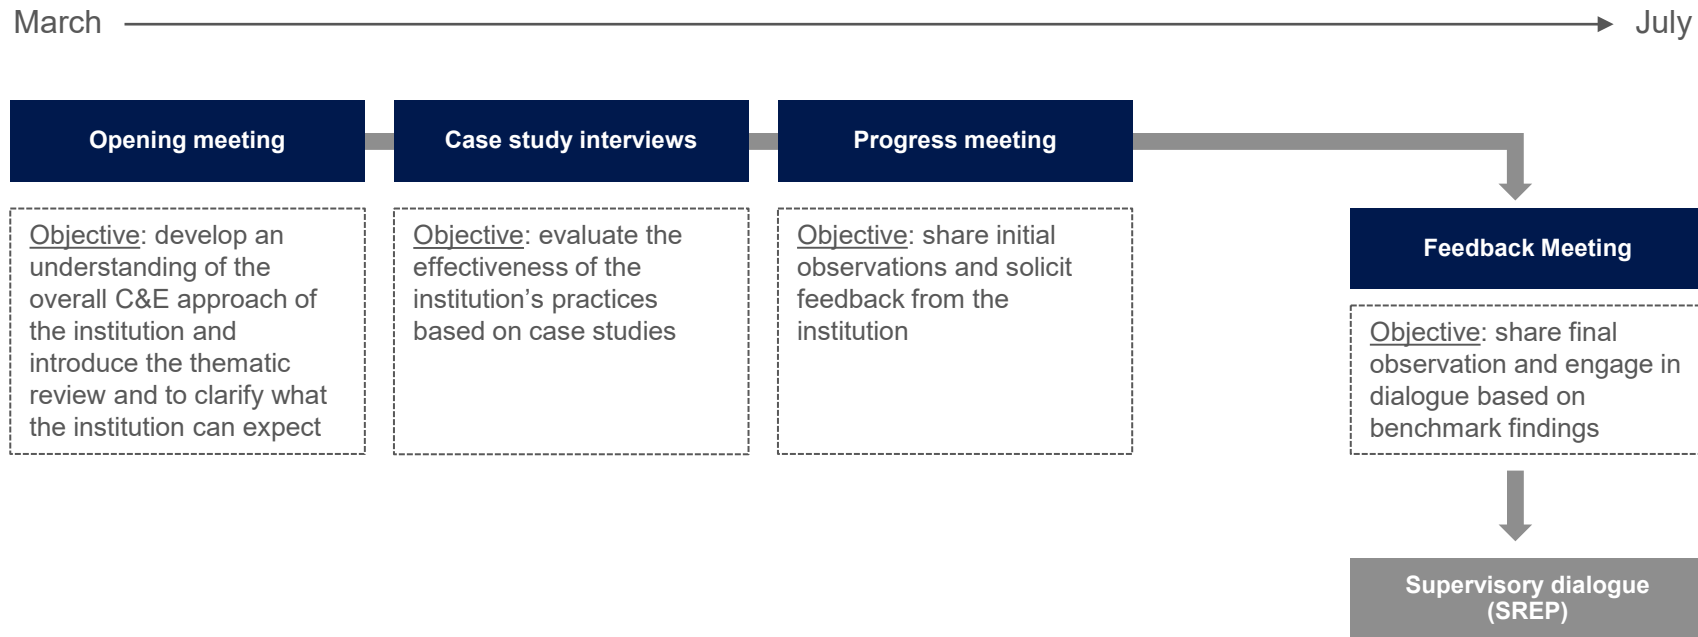 March
July
Opening meeting
Case study interviews
Progress meeting
Objective: develop an
understanding of the
overall C&E approach of
the institution and
introduce the thematic
review and to clarify what
the institution can expect
Objective: evaluate the
effectiveness of the
institution’s practices
based on case studies
Objective: share initial
observations and solicit
feedback from the
institution
Feedback Meeting
Objective: share final
observation and engage in
dialogue based on
benchmark findings
Supervisory dialogue
(SREP)